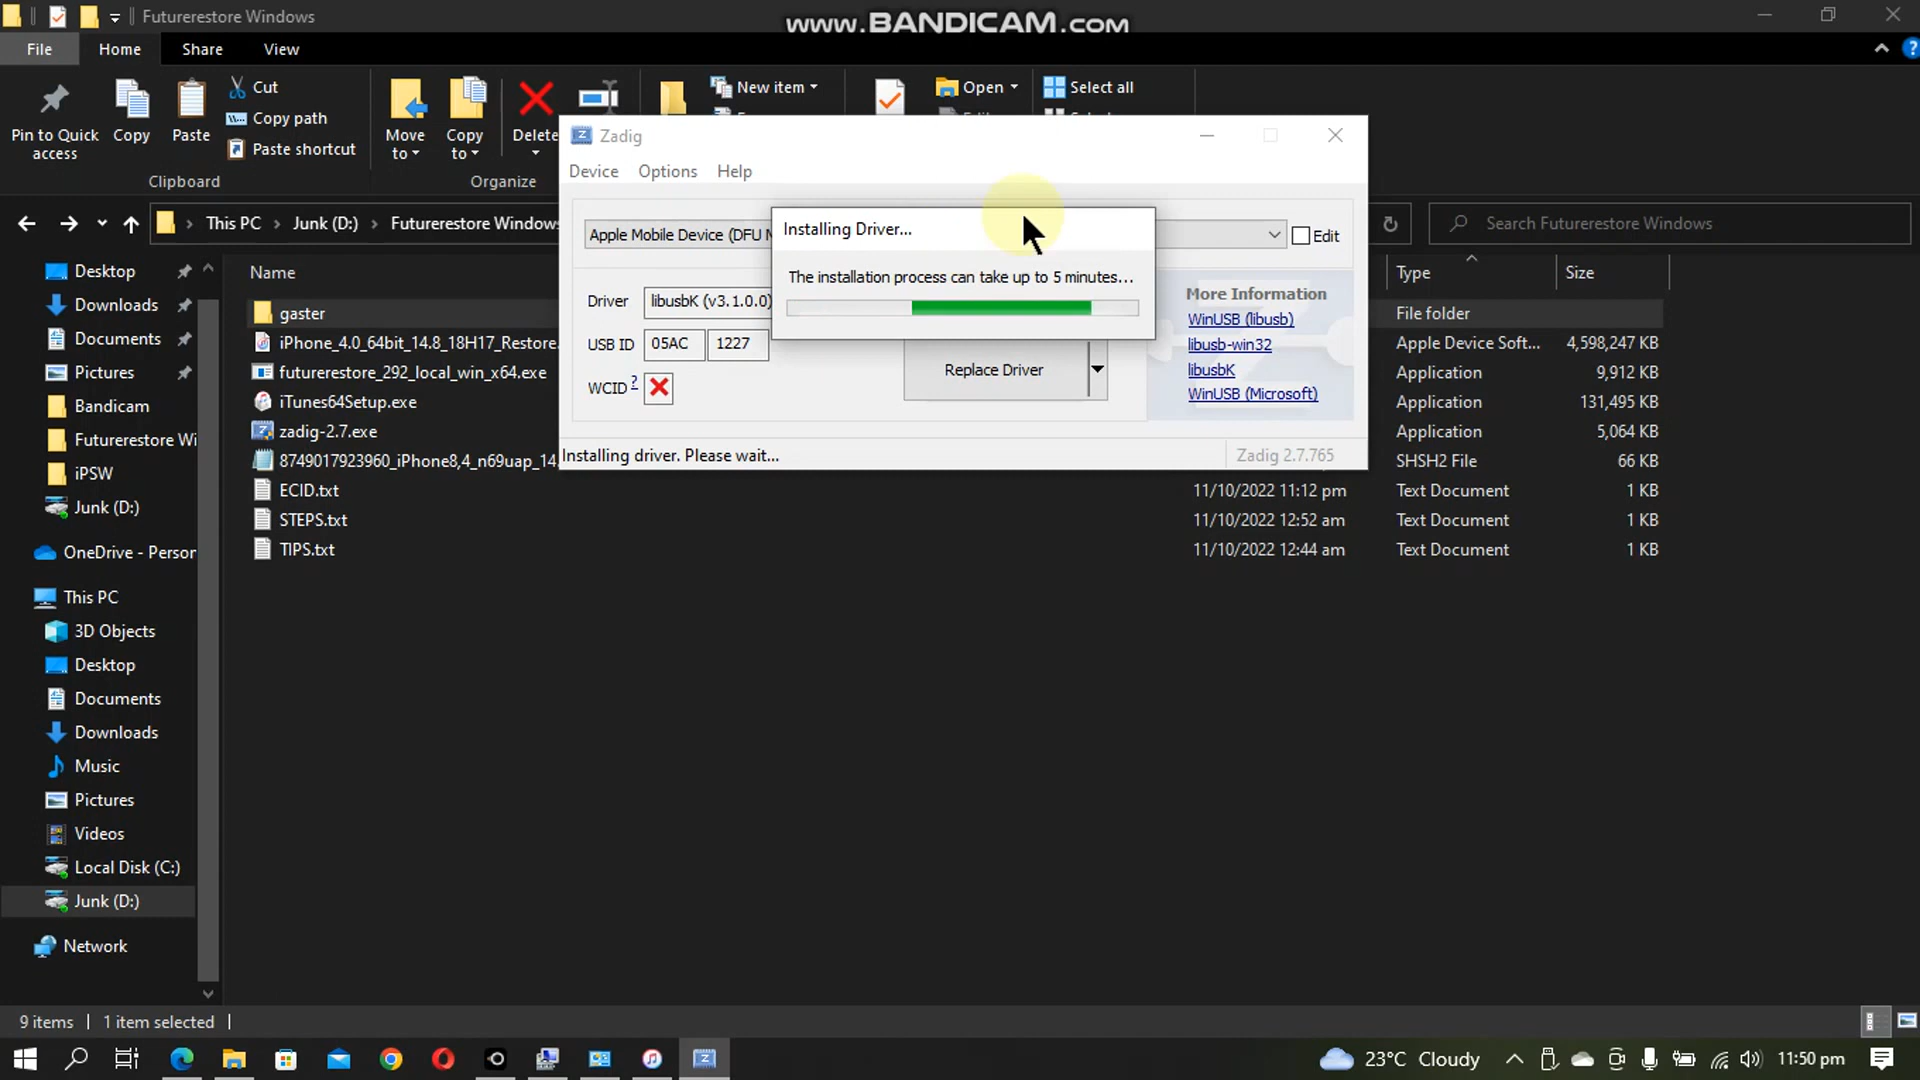 Futurerestore Windows
www.BANDICAM.com
File
Home
Share
View
Pin to Quick access
Copy
Paste
Cut
Copy path
Paste shortcut
Clipboard
Move to
Copy to
Delete
Organize
New item
Open
Select all
This PC
Junk (D:)
Futurerestore Windows
Search Futurerestore Windows
Zadig
Device
Options
Help
Apple Mobile Device (DFU M
Edit
Installing Driver...
The installation process can take up to 5 minutes...
Driver
libusbK (v3.1.0.0)
USB ID
05AC
1227
WCID
?
Replace Driver
More Information
WinUSB (libusb)
libusb-win32
libusbK
WinUSB (Microsoft)
Installing driver. Please wait...
Zadig 2.7.765
Desktop
Downloads
Documents
Pictures
Bandicam
Futurerestore Wi
iPSW
Junk (D:)
OneDrive - Person
This PC
3D Objects
Desktop
Documents
Downloads
Music
Pictures
Videos
Local Disk (C:)
Junk (D:)
Network
Name
Type
Size
gaster
File folder
iPhone_4.0_64bit_14.8_18H17_Restore.
Apple Device Soft...
4,598,247 KB
futurerestore_292_local_win_x64.exe
Application
9,912 KB
iTunes64Setup.exe
Application
131,495 KB
zadig-2.7.exe
Application
5,064 KB
8749017923960_iPhone8,4_n69uap_14.
SHSH2 File
66 KB
ECID.txt
11/10/2022 11:12 pm
Text Document
1 KB
STEPS.txt
11/10/2022 12:52 am
Text Document
1 KB
TIPS.txt
11/10/2022 12:44 am
Text Document
1 KB
9 items
1 item selected
23°C Cloudy
11:50 pm